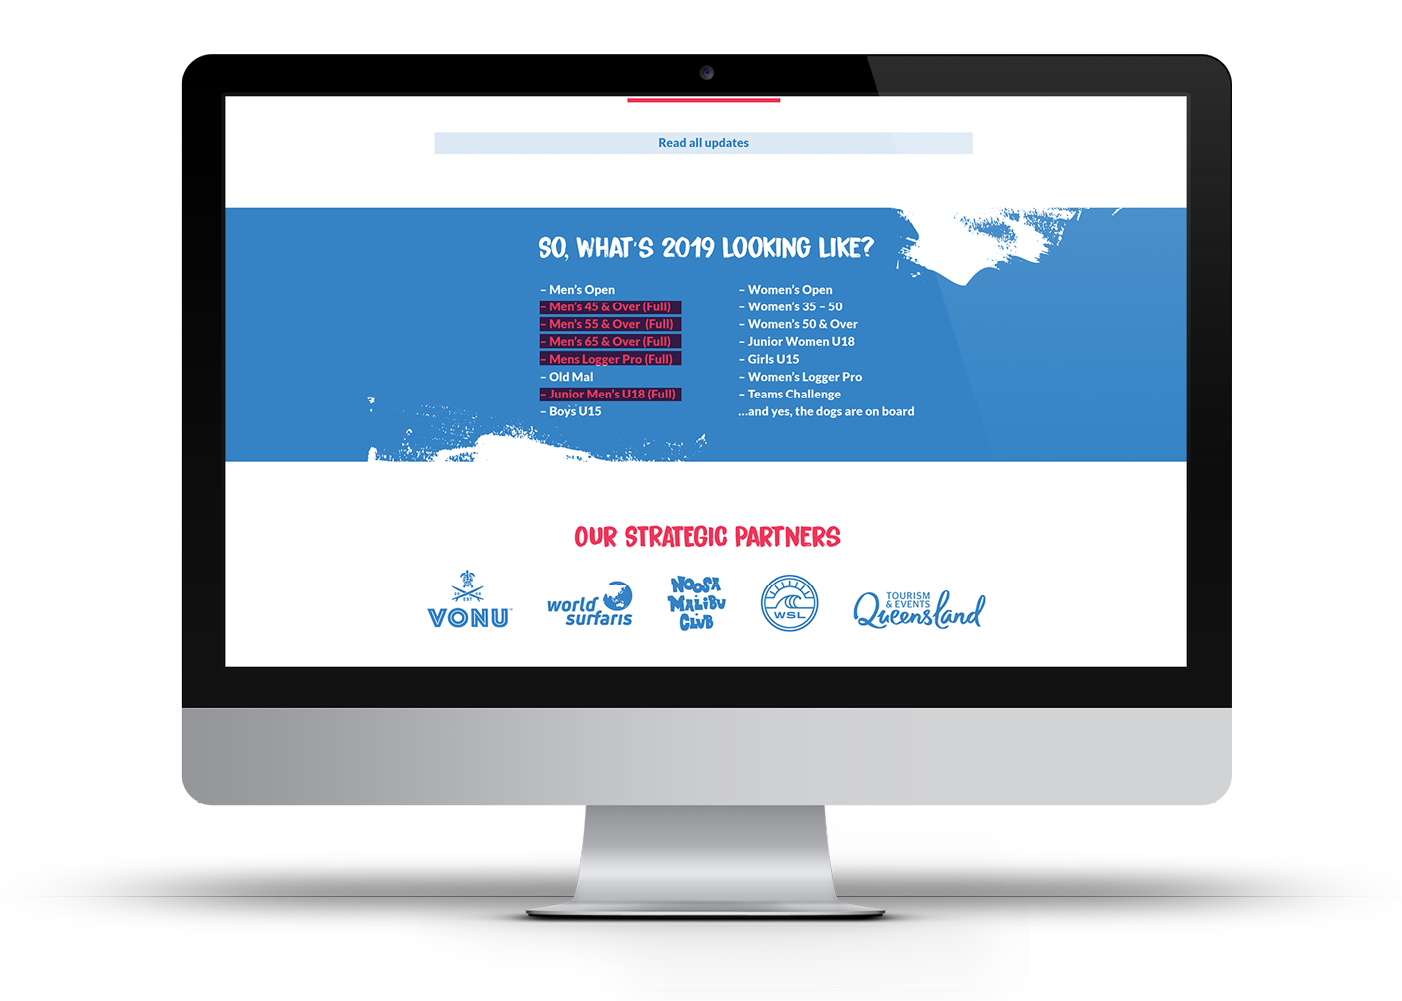 Read all updates
SO, WHAT'S 2019 LOOKING LIKE?
– Men's Open
– Men's 45 & Over (Full)
– Men's 55 & Over (Full)
– Men's 65 & Over (Full)
– Mens Logger Pro (Full)
– Old Mal
– Junior Men's U18 (Full)
– Boys U15
– Women's Open
– Women's 35 – 50
– Women's 50 & Over
– Junior Women U18
– Girls U15
– Women's Logger Pro
– Teams Challenge
...and yes, the dogs are on board
OUR STRATEGIC PARTNERS
EST
VONU
world
surfaris
NOOSA
MALIBU
CLUB
WSL
TOURISM
& EVENTS
Queensland